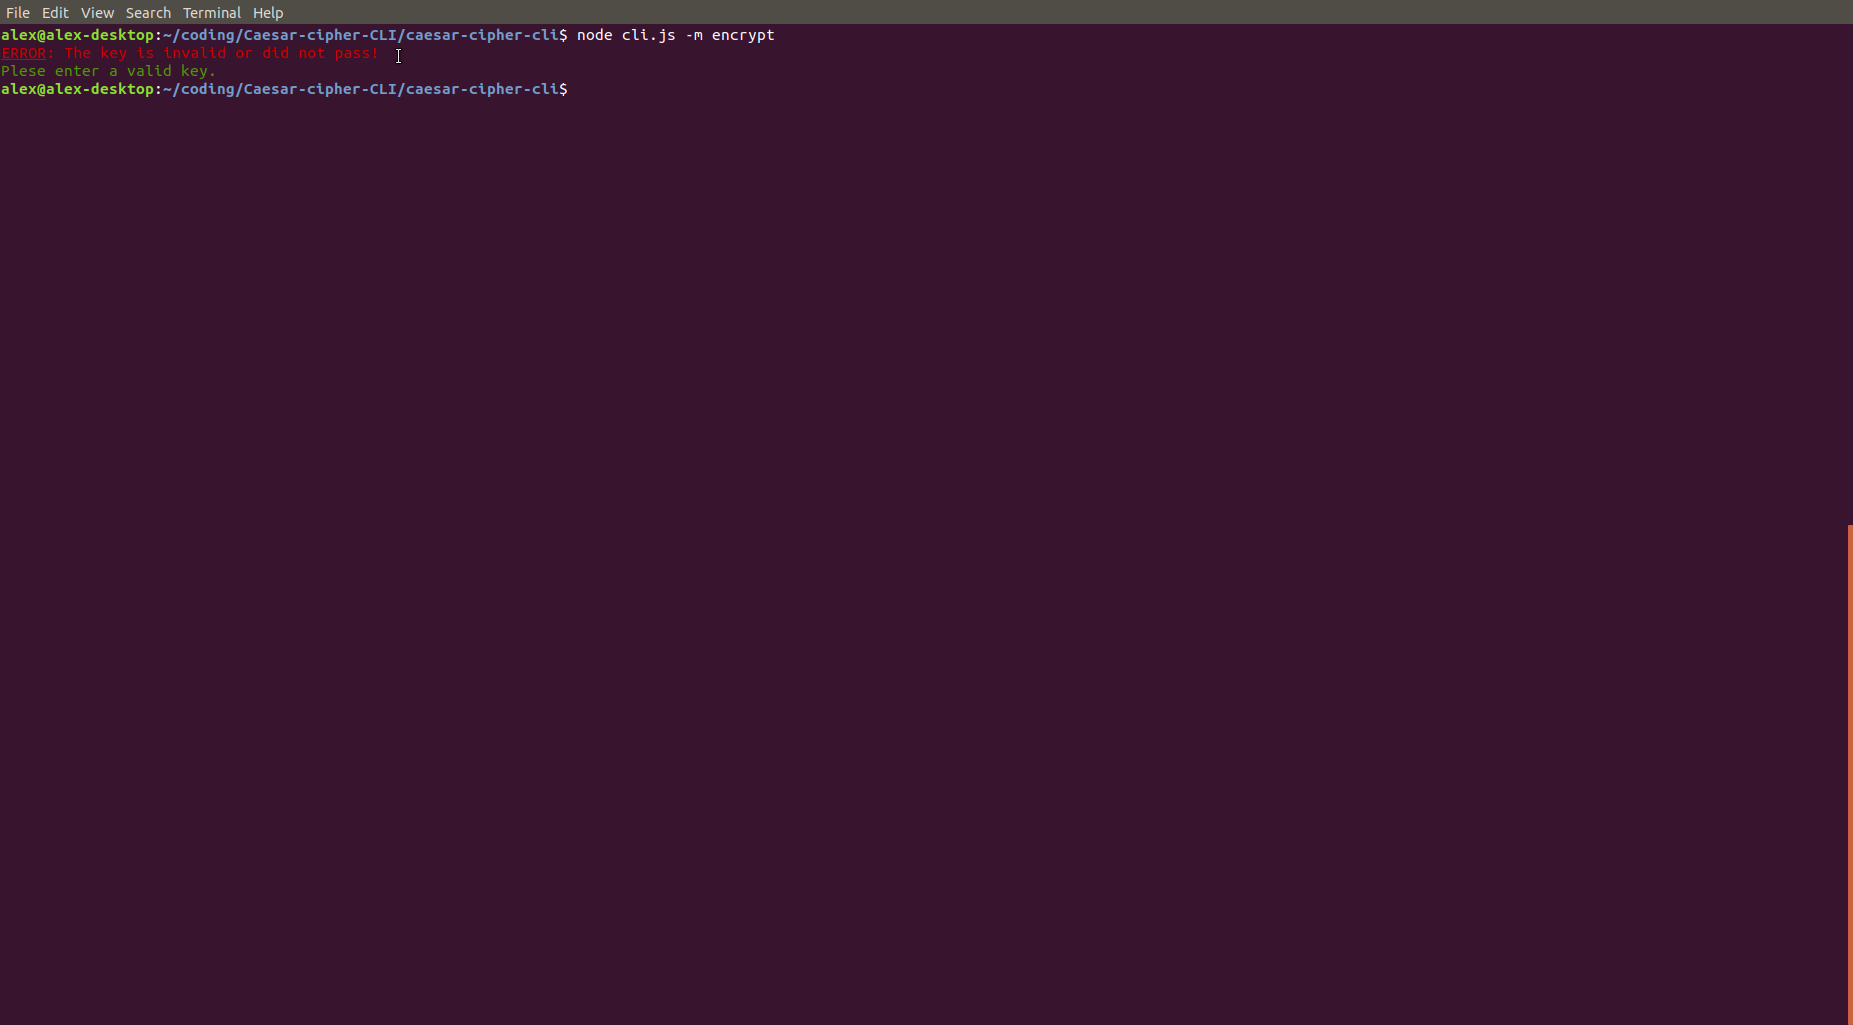 File Edit View Search Terminal Help
alex@alex-desktop:~/coding/Caesar-cipher-CLI/caesar-cipher-cli$ node cli.js -m encrypt
ERROR: The key is invalid or did not pass!
Plese enter a valid key.
alex@alex-desktop:~/coding/Caesar-cipher-CLI/caesar-cipher-cli$